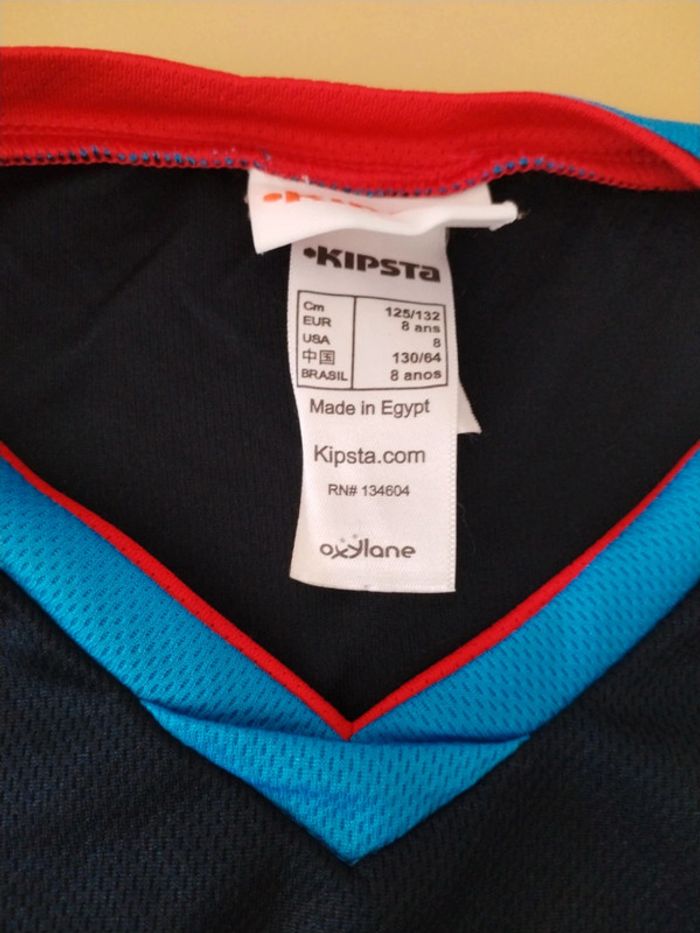 KIPSTA
Cm 125/132
EUR 8 ans
USA 8
中国 130/64
BRASIL 8 anos
Made in Egypt
Kipsta.com
RN# 134604
oxylane